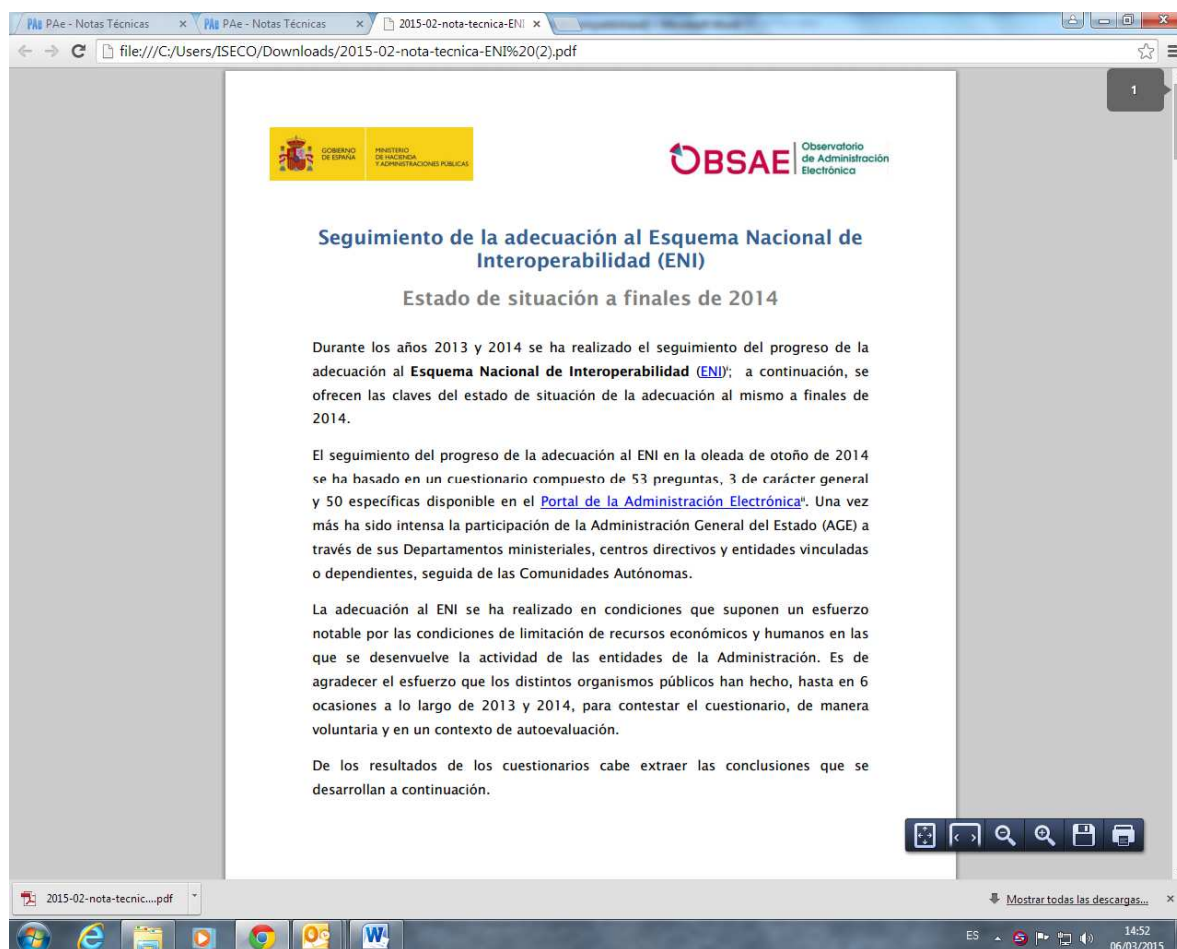 PAe - Notas Técnicas
PAe - Notas Técnicas
2015-02-nota-tecnica-ENI
file:///C:/Users/ISECO/Downloads/2015-02-nota-tecnica-ENI%20(2).pdf
1
GOBIERNO DE ESPAÑA
MINISTERIO DE HACIENDA Y ADMINISTRACIONES PÚBLICAS
OBSAE
Observatorio
de Administración
Electrónica
Seguimiento de la adecuación al Esquema Nacional de
Interoperabilidad (ENI)
Estado de situación a finales de 2014
Durante los años 2013 y 2014 se ha realizado el seguimiento del progreso de la
adecuación al Esquema Nacional de Interoperabilidad (ENI)i; a continuación, se
ofrecen las claves del estado de situación de la adecuación al mismo a finales de
2014.
El seguimiento del progreso de la adecuación al ENI en la oleada de otoño de 2014
se ha basado en un cuestionario compuesto de 53 preguntas, 3 de carácter general
y 50 específicas disponible en el Portal de la Administración Electrónicaii. Una vez
más ha sido intensa la participación de la Administración General del Estado (AGE) a
través de sus Departamentos ministeriales, centros directivos y entidades vinculadas
o dependientes, seguida de las Comunidades Autónomas.
La adecuación al ENI se ha realizado en condiciones que suponen un esfuerzo
notable por las condiciones de limitación de recursos económicos y humanos en las
que se desenvuelve la actividad de las entidades de la Administración. Es de
agradecer el esfuerzo que los distintos organismos públicos han hecho, hasta en 6
ocasiones a lo largo de 2013 y 2014, para contestar el cuestionario, de manera
voluntaria y en un contexto de autoevaluación.
De los resultados de los cuestionarios cabe extraer las conclusiones que se
desarrollan a continuación.
2015-02-nota-tecnic....pdf
Mostrar todas las descargas...
ES
14:52
06/03/2015